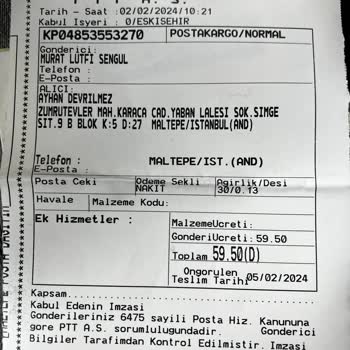 P T T A.S.
Tarih - Saat :02/02/2024/10:21
Kabul Isyeri : 0/ESKISEHIR
KP04853553270 POSTAKARGO/NORMAL
Gonderici:
MURAT LUTFI SENGUL
Telefon :
E-Posta :
ALICI:
AYHAN DEVRILMEZ
ZUMRUTEVLER MAH.KARACA CAD.YABAN LALESI SOK.SIMGE
SIT.9 B BLOK K:5 D:27 MALTEPE/ISTANBUL(AND)
Telefon : MALTEPE/IST.(AND)
E-Posta :
Posta Ceki Odeme Sekli Agirlik/Desi
NAKIT 30/0.13
Havale Malzeme Kodu:
Ek Hizmetler : MalzemeUcreti:
GonderiUcreti: 59.50
Toplam 59.50(D)
Ongorulen
Teslim Tarihi 05/02/2024
Kapsam.....
Kabul Edenin Imzasi
Gonderileriniz 6475 sayili Posta Hiz. Kanununa
gore PTT A.S. sorumlulugundadir. Gonderici
Bilgiler Tarafimdan Kontrol Edilmistir. Imzasi